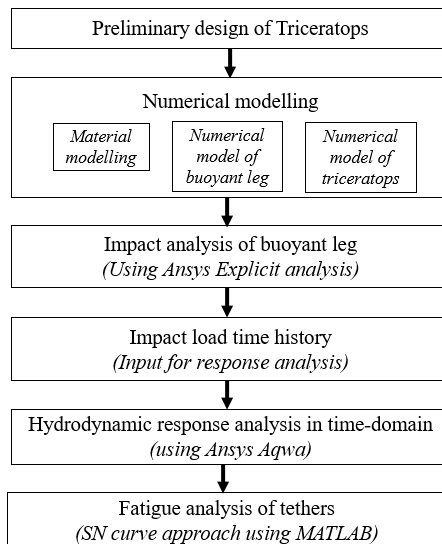 Preliminary design of Triceratops
Numerical modelling
Material
modelling
Numerical
model of
buoyant leg
Numerical
model of
triceratops
Impact analysis of buoyant leg
(Using Ansys Explicit analysis)
Impact load time history
(Input for response analysis)
Hydrodynamic response analysis in time-domain
(using Ansys Aqwa)
Fatigue analysis of tethers
(SN curve approach using MATLAB)